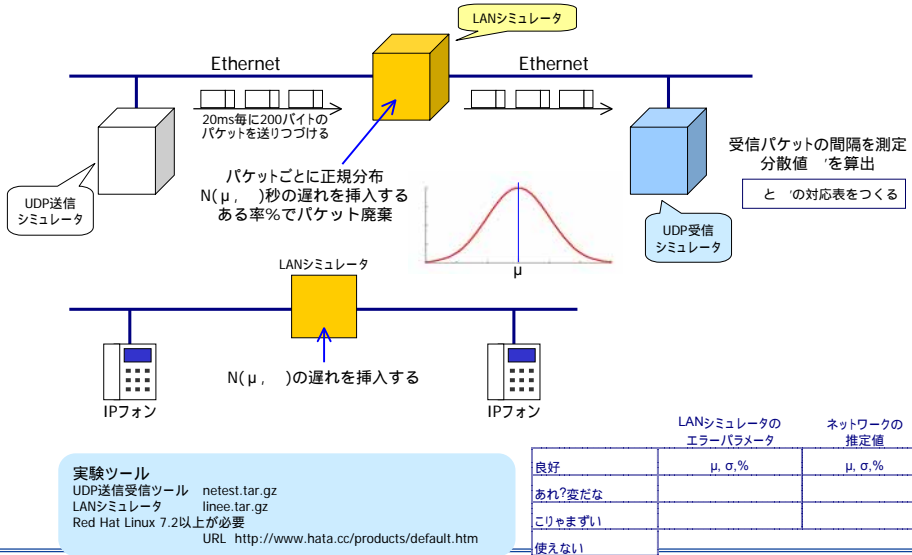 LANシミュレータ
Ethernet
Ethernet
20ms毎に200バイトの
パケットを送りつづける
UDP送信
シミュレータ
パケットごとに正規分布
N(μ, )秒の遅れを挿入する
ある率%でパケット廃棄
μ
受信パケットの間隔を測定
分散値 'を算出
と 'の対応表をつくる
UDP受信
シミュレータ
LANシミュレータ
N(μ, )の遅れを挿入する
IPフォン
IPフォン
実験ツール
UDP送信受信ツール netest.tar.gz
LANシミュレータ linee.tar.gz
Red Hat Linux 7.2以上が必要
URL http://www.hata.cc/products/default.htm
LANシミュレータの
エラーパラメータ
ネットワークの
推定値
良好 μ, σ,% μ, σ,%
あれ?変だな
こりゃまずい
使えない